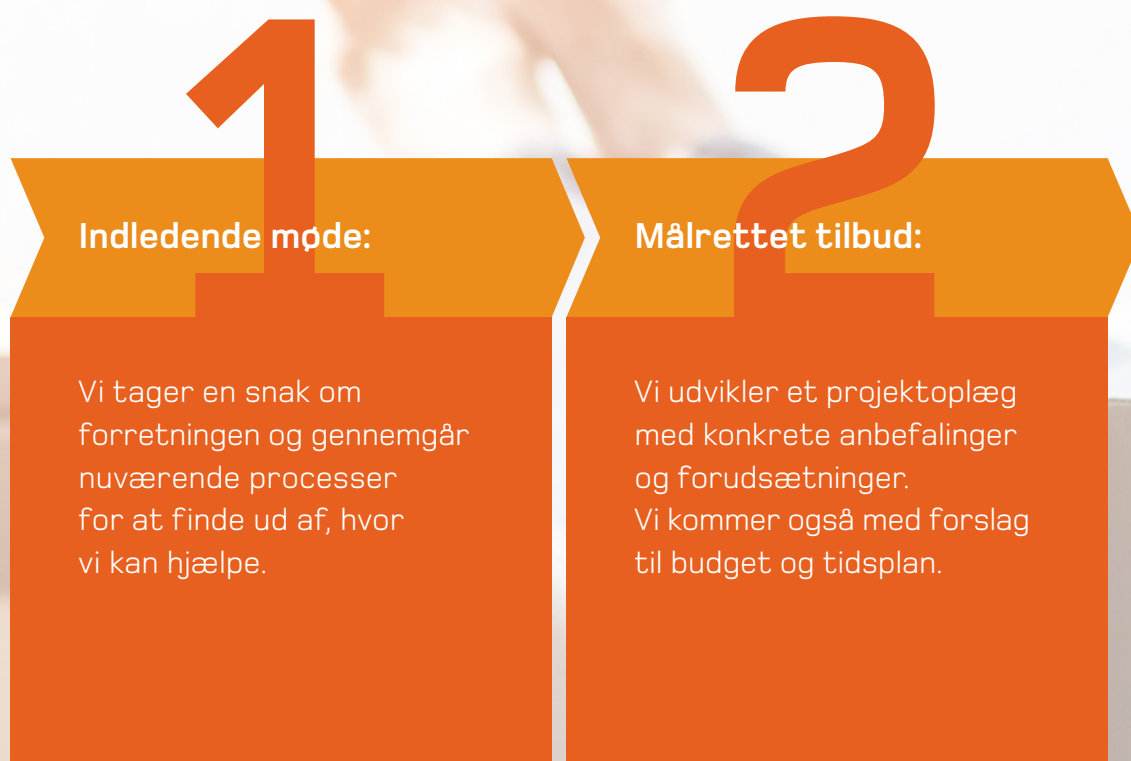 1
Indledende møde:
Vi tager en snak om
forretningen og gennemgår
nuværende processer
for at finde ud af, hvor
vi kan hjælpe.
2
Målrettet tilbud:
Vi udvikler et projektoplæg
med konkrete anbefalinger
og forudsætninger.
Vi kommer også med forslag
til budget og tidsplan.